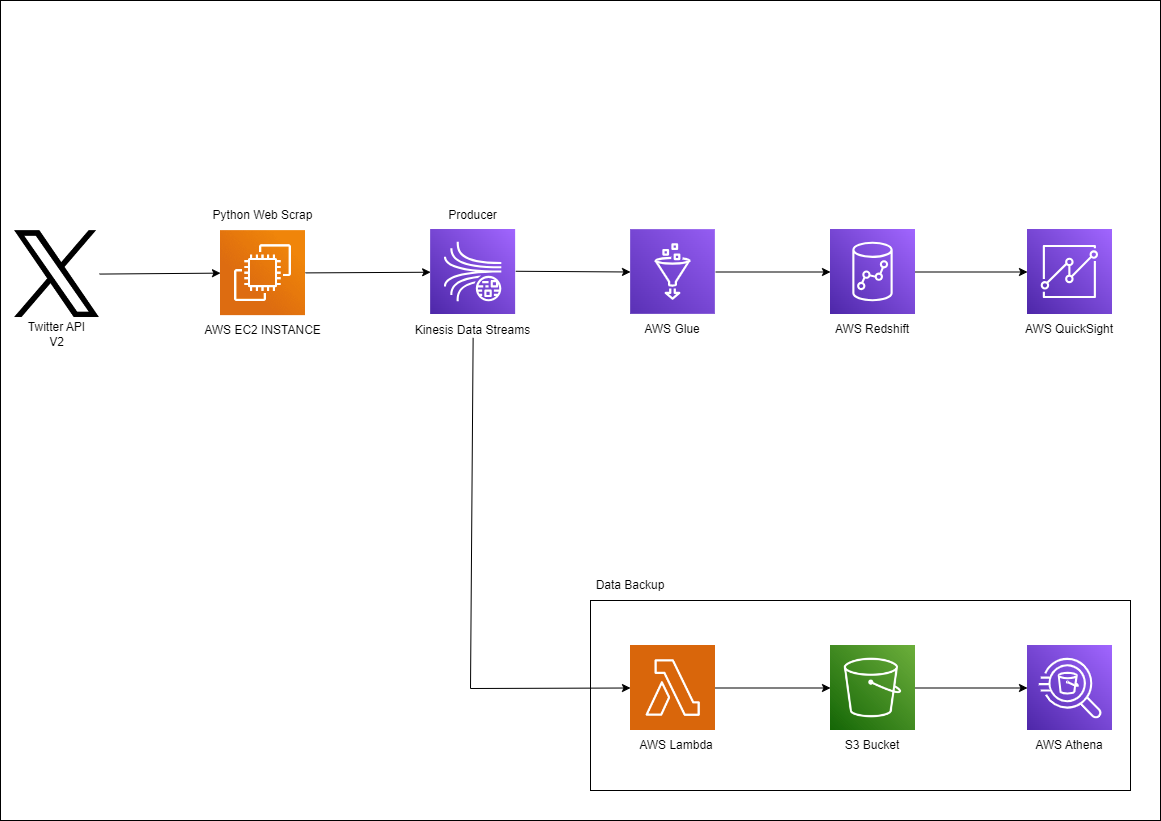 Python Web Scrap
Producer
Twitter API
V2
AWS EC2 INSTANCE
Kinesis Data Streams
AWS Glue
AWS Redshift
AWS QuickSight
Data Backup
AWS Lambda
S3 Bucket
AWS Athena